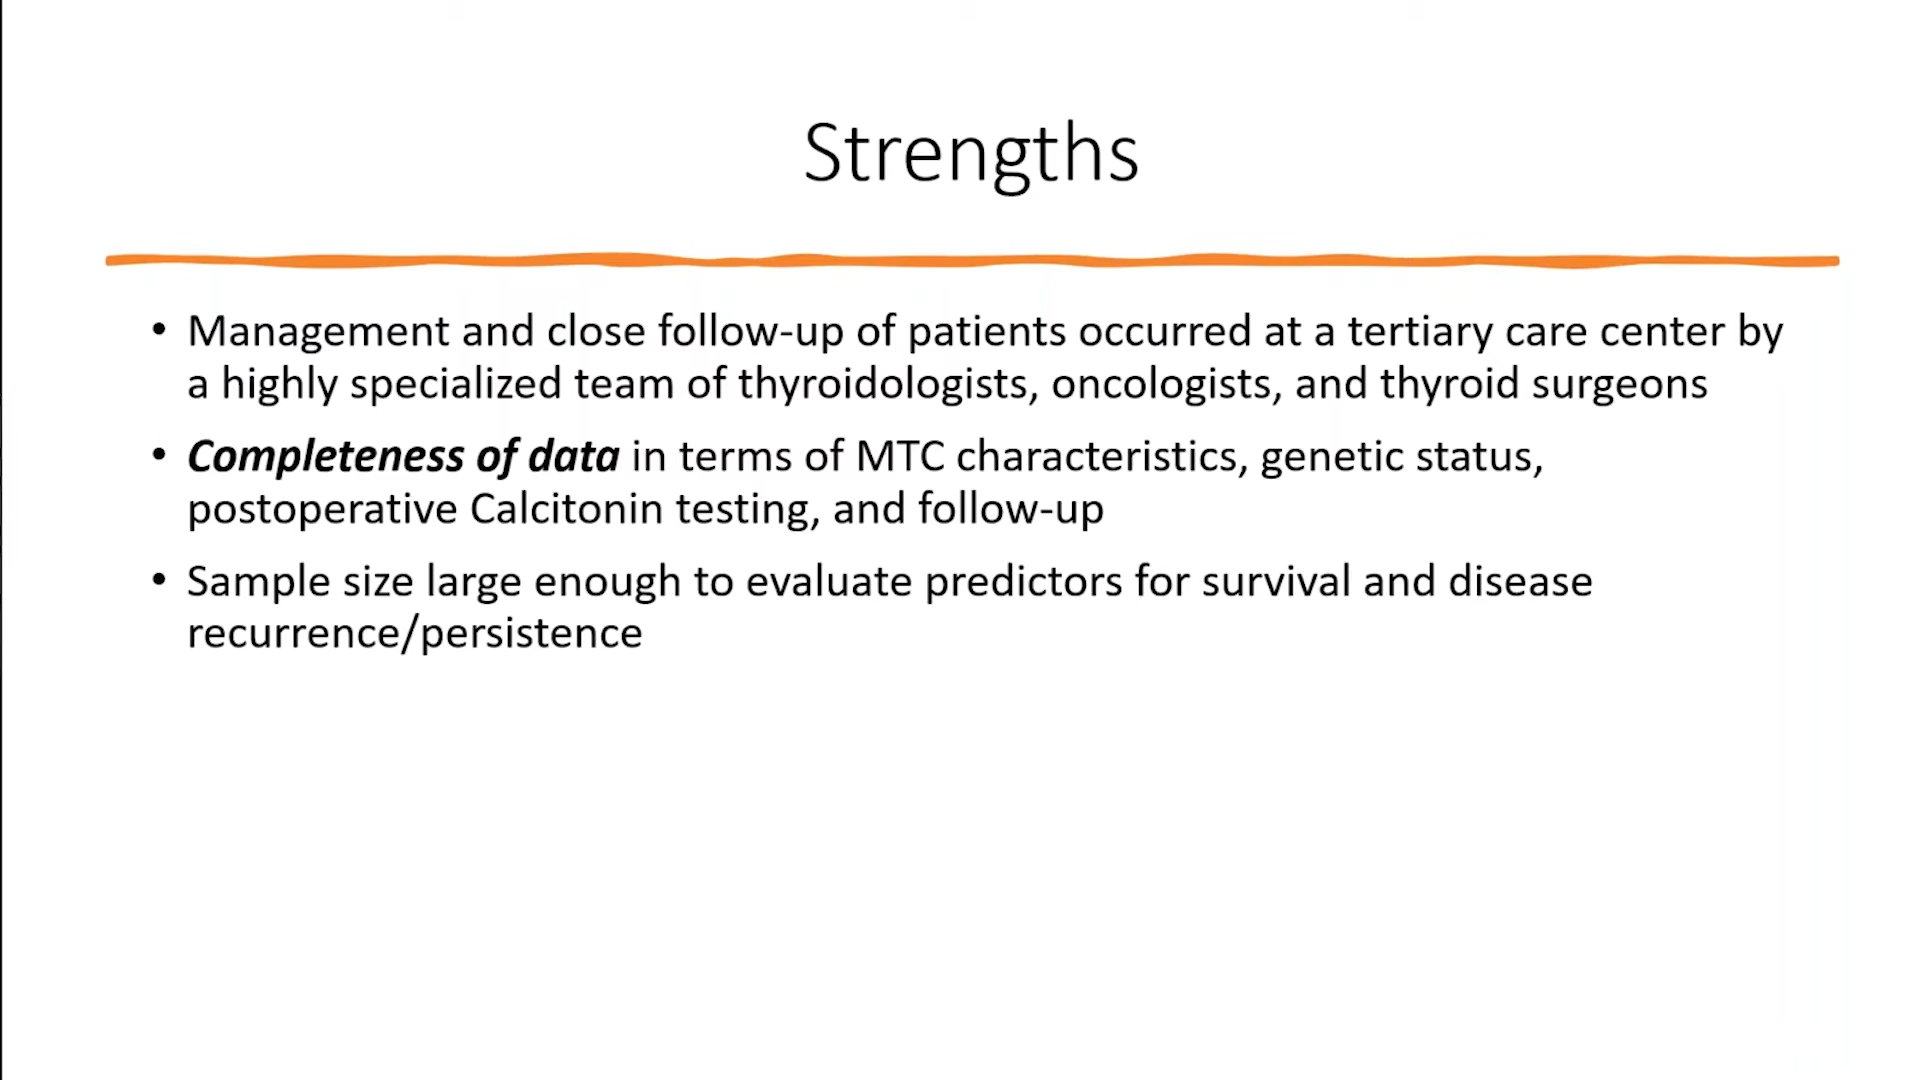 Strengths
• Management and close follow-up of patients occurred at a tertiary care center by
a highly specialized team of thyroidologists, oncologists, and thyroid surgeons
• Completeness of data in terms of MTC characteristics, genetic status,
postoperative Calcitonin testing, and follow-up
• Sample size large enough to evaluate predictors for survival and disease
recurrence/persistence